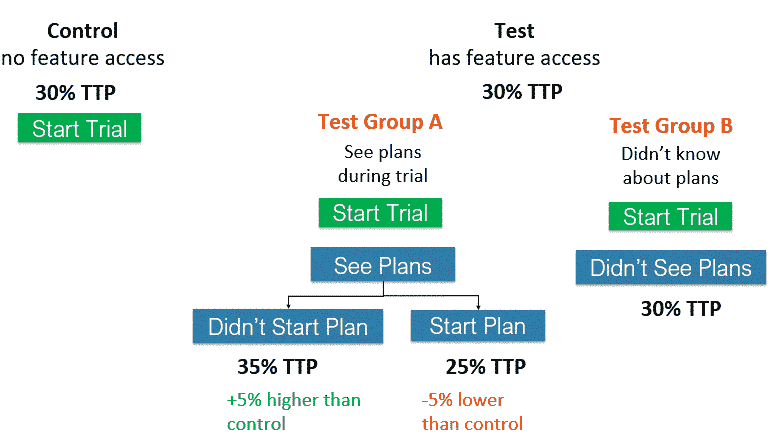 Control
no feature access
30% TTP
Start Trial
Test
has feature access
30% TTP
Test Group A
See plans
during trial
Start Trial
See Plans
Didn't Start Plan
35% TTP
+5% higher than
control
Start Plan
25% TTP
-5% lower
than control
Test Group B
Didn't know
about plans
Start Trial
Didn't See Plans
30% TTP